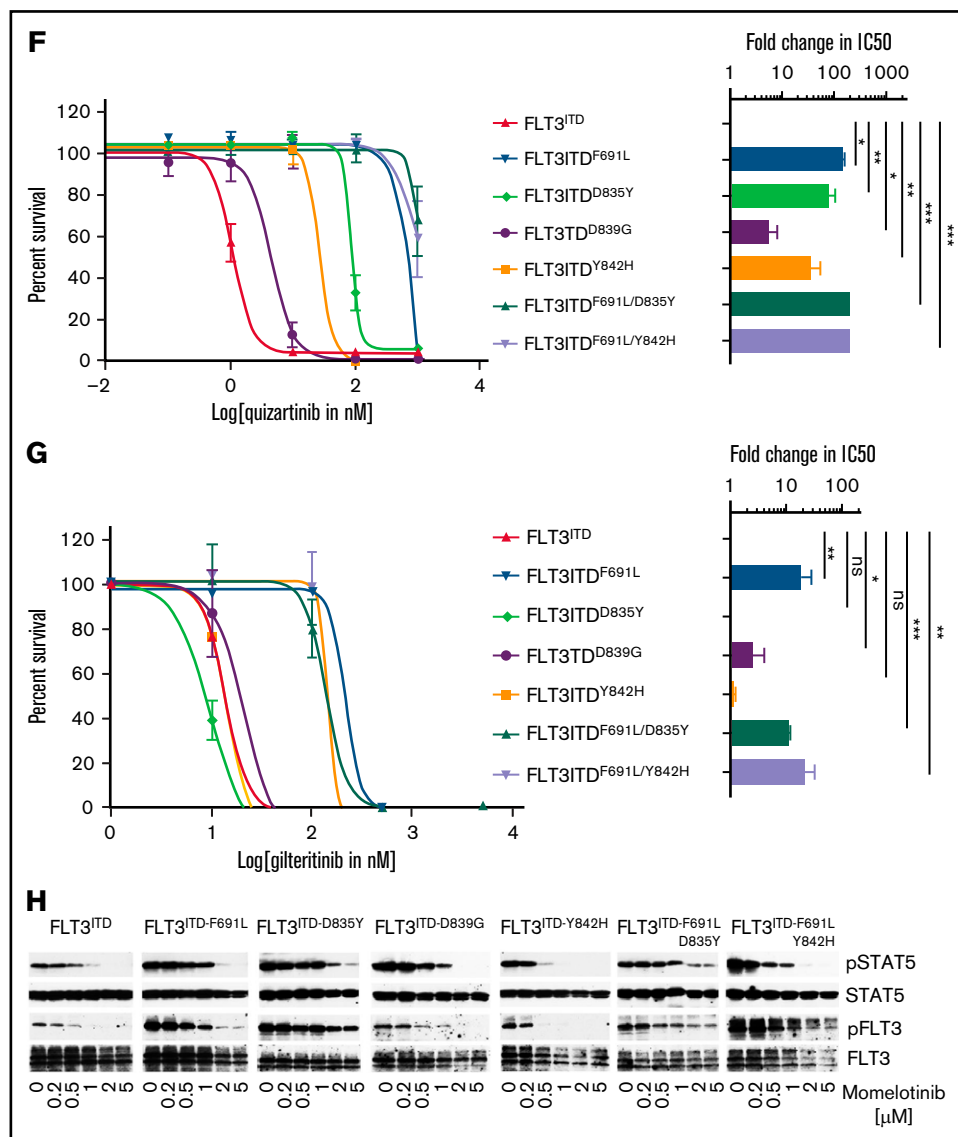 F
Fold change in IC50
1 10 100 1000
120
100
80
60
40
20
0
Percent survival
−2 0 2 4
Log[quizartinib in nM]
FLT3ITD
FLT3ITDF691L
FLT3ITDD835Y
FLT3TDD839G
FLT3ITDY842H
FLT3ITDF691L/D835Y
FLT3ITDF691L/Y842H
*
**
*
**
***
***
G
Fold change in IC50
1 10 100
120
100
80
60
40
20
0
Percent survival
0 1 2 3 4
Log[gilteritinib in nM]
FLT3ITD
FLT3ITDF691L
FLT3ITDD835Y
FLT3TDD839G
FLT3ITDY842H
FLT3ITDF691L/D835Y
FLT3ITDF691L/Y842H
**
ns
*
ns
***
**
H
FLT3ITD FLT3ITD-F691L FLT3ITD-D835Y FLT3ITD-D839G FLT3ITD-Y842H FLT3ITD-F691L D835Y FLT3ITD-F691L Y842H
pSTAT5
STAT5
pFLT3
FLT3
0 0.2 0.5 1 2 5 0 0.2 0.5 1 2 5 0 0.2 0.5 1 2 5 0 0.2 0.5 1 2 5 0 0.2 0.5 1 2 5 0 0.2 0.5 1 2 5 0 0.2 0.5 1 2 5 Momelotinib
[µM]